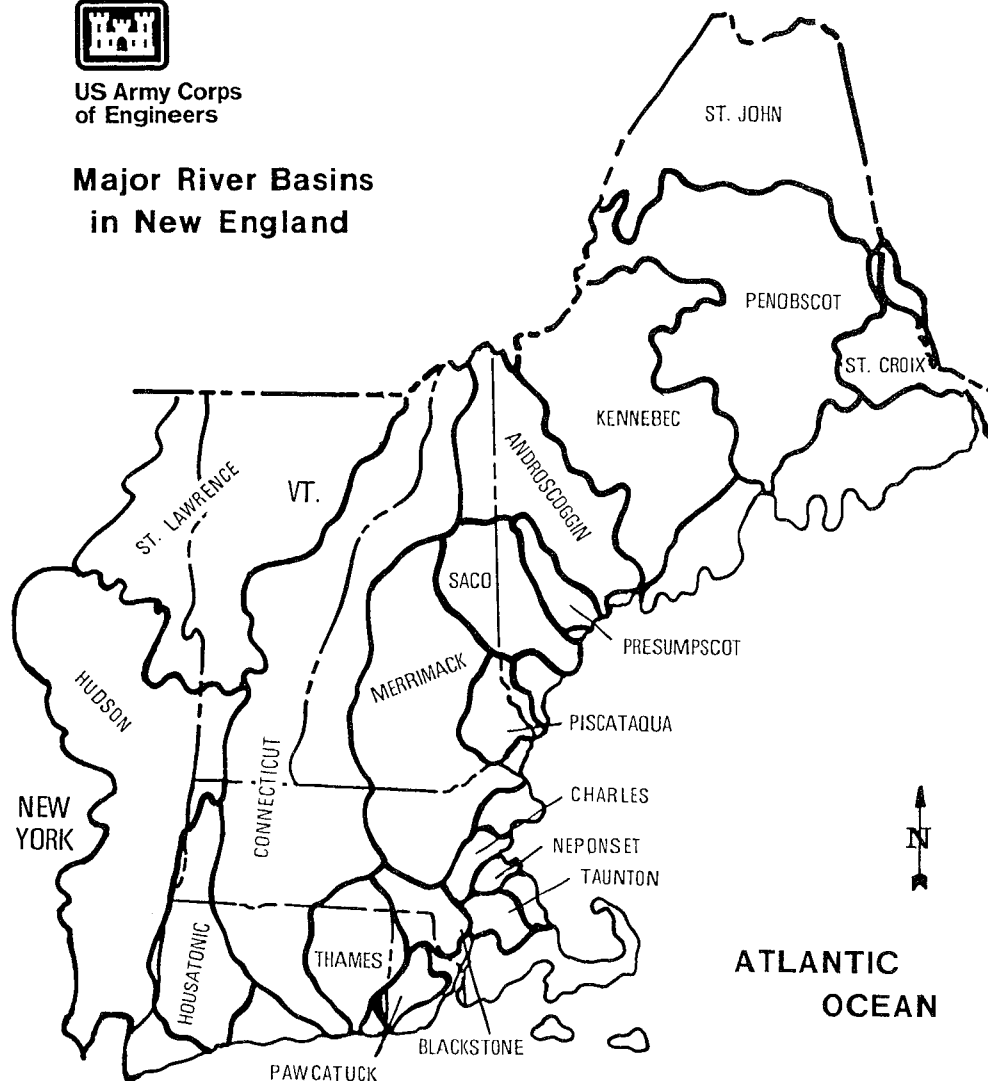 US Army Corps
of Engineers
Major River Basins
in New England
ST. JOHN
PENOBSCOT
ST. CROIX
KENNEBEC
ANDROSCOGGIN
VT.
ST. LAWRENCE
SACO
PRESUMPSCOT
MERRIMACK
HUDSON
PISCATAQUA
CONNECTICUT
NEW
YORK
CHARLES
NEPONSET
TAUNTON
N
HOUSATONIC
THAMES
ATLANTIC
OCEAN
BLACKSTONE
PAWCATUCK